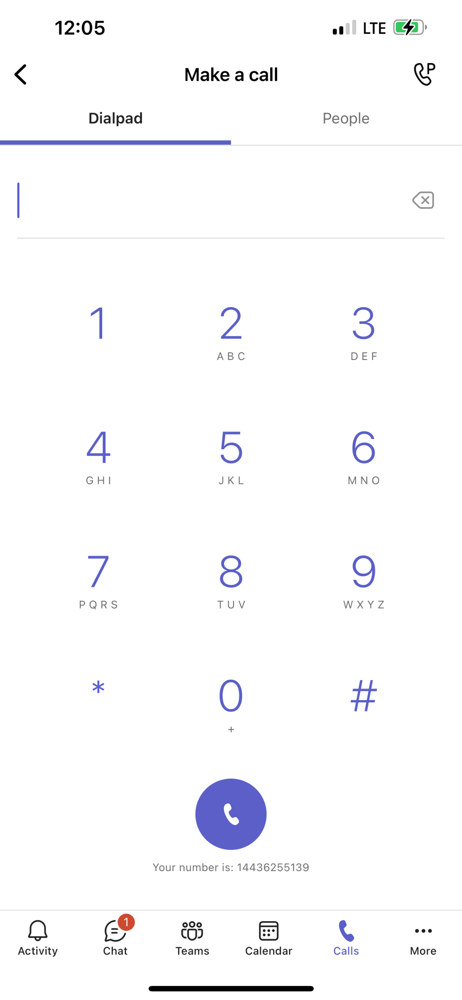 12:05 LTE
Make a call P
Dialpad People
1 2 3
ABC DEF
4 5 6
GHI JKL MNO
7 8 9
PQRS TUV WXYZ
* 0 #
+
Your number is: 14436255139
1
Activity Chat Teams Calendar Calls More